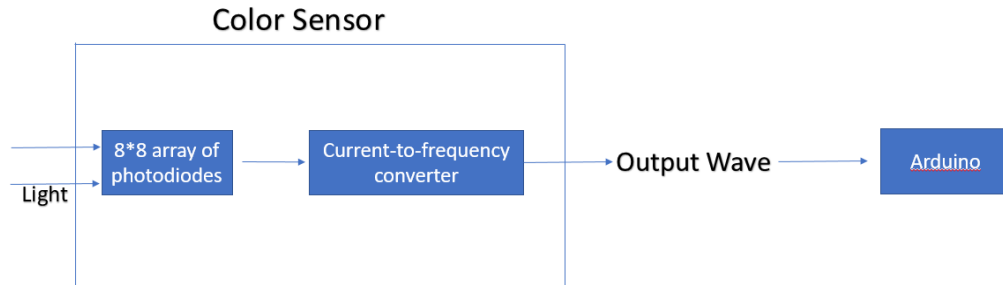 Color Sensor
8*8 array of
photodiodes
Current-to-frequency
converter
Output Wave
Arduino
Light